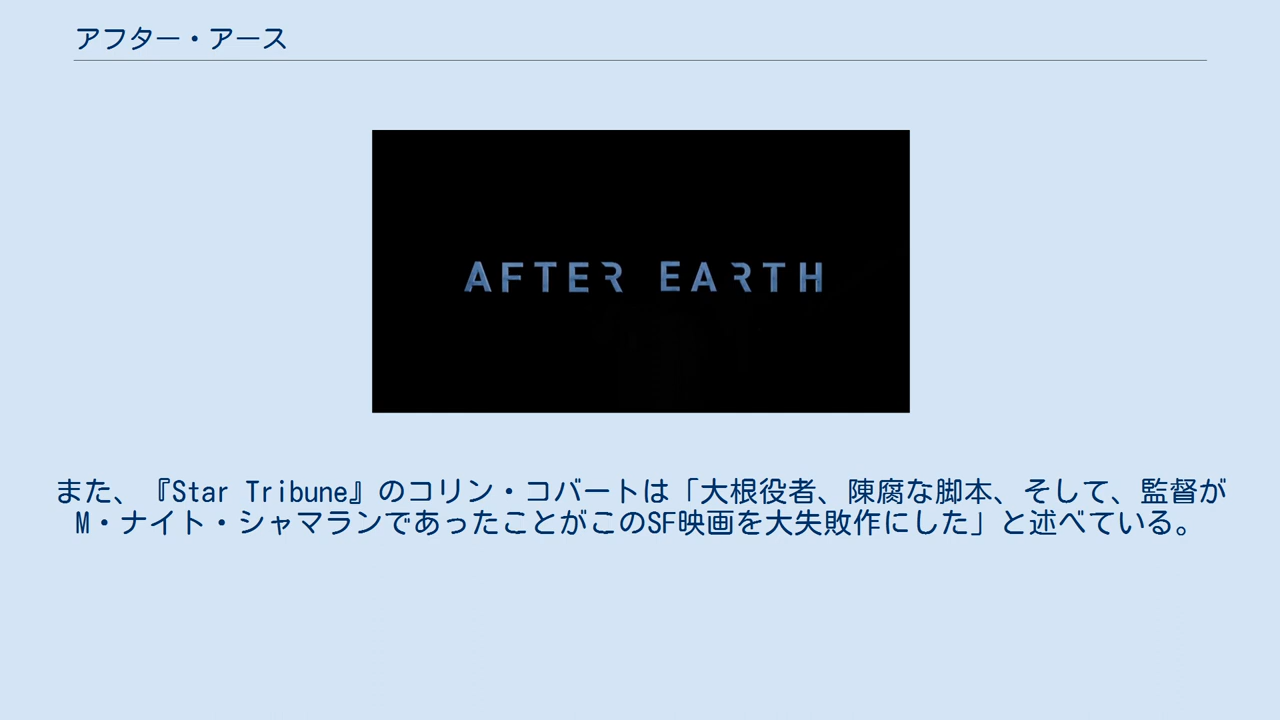 アフター・アース
AFTER EARTH
また、『Star Tribune』のコリン・コバートは「大根役者、陳腐な脚本、そして、監督が
M・ナイト・シャマランであったことがこのSF映画を大失敗作にした」と述べている。